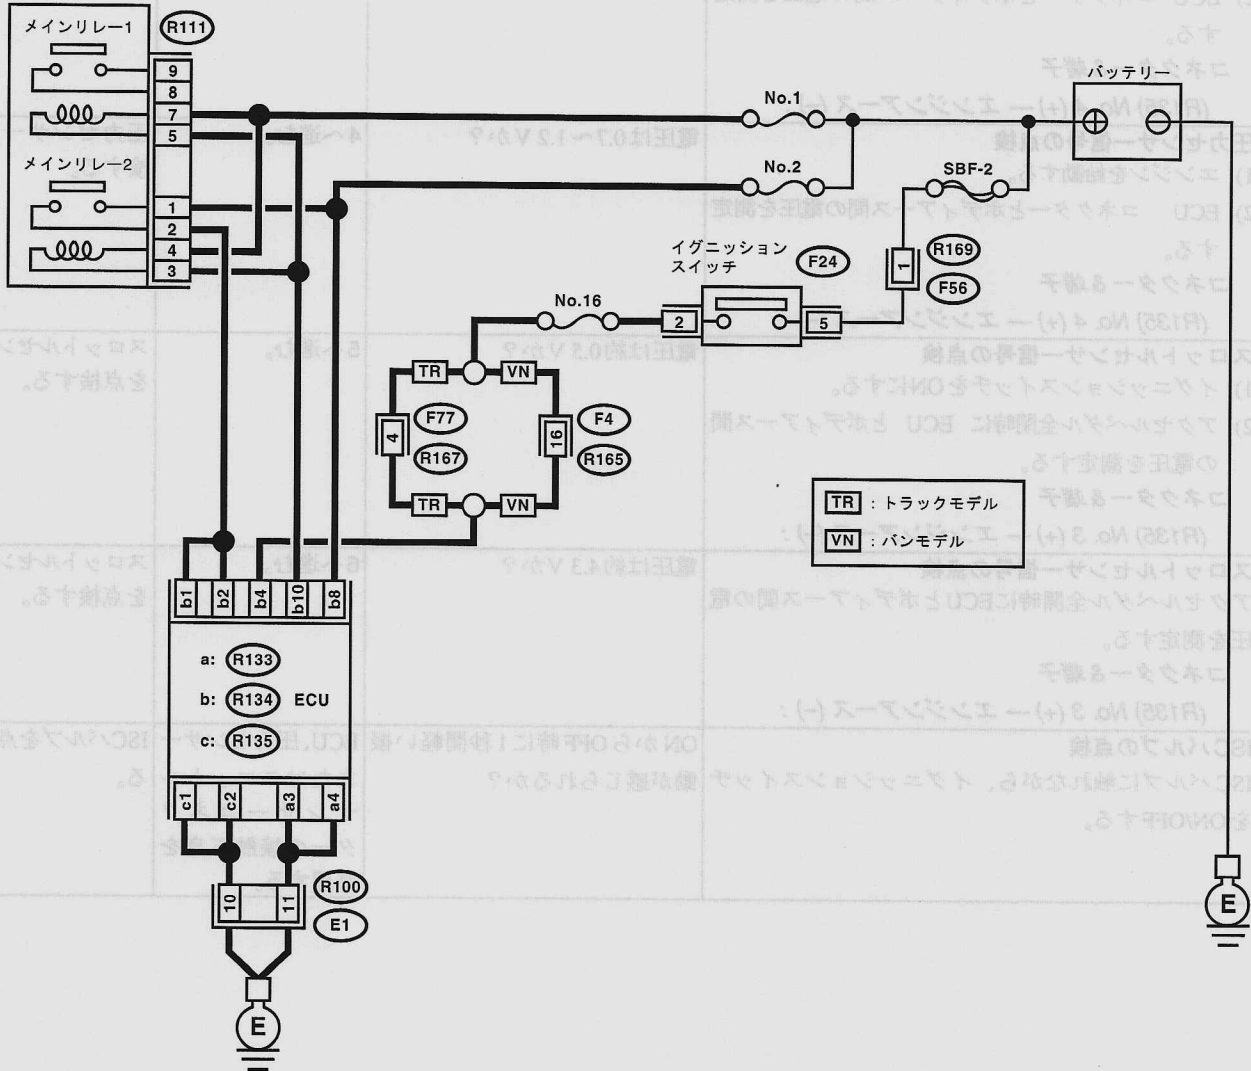 メインリレー1
R111
9
8
7
5
メインリレー2
1
2
4
3
No.1
No.2
バッテリー
SBF-2
R169
1
F56
イグニッション
スイッチ
F24
No.16
2
5
TR
VN
F77
4
R167
F4
16
R165
TR
VN
TR : トラックモデル
VN : バンモデル
b1
b2
b4
b10
b8
a: R133
b: R134 ECU
c: R135
c1
c2
a3
a4
10
11
R100
E1
E
E